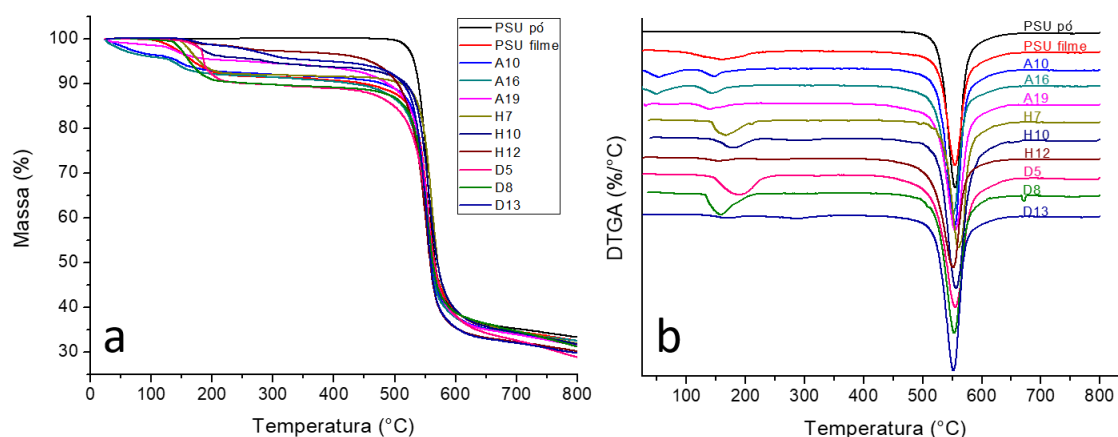 100
90
80
70
60
50
40
30
Massa (%)
0
100
200
300
400
500
600
700
800
Temperatura (°C)
PSU pó
PSU filme
A10
A16
A19
H7
H10
H12
D5
D8
D13
a
DTGA (%/°C)
PSU pó
PSU filme
A10
A16
A19
H7
H10
H12
D5
D8
D13
b
100
200
300
400
500
600
700
800
Temperatura (°C)